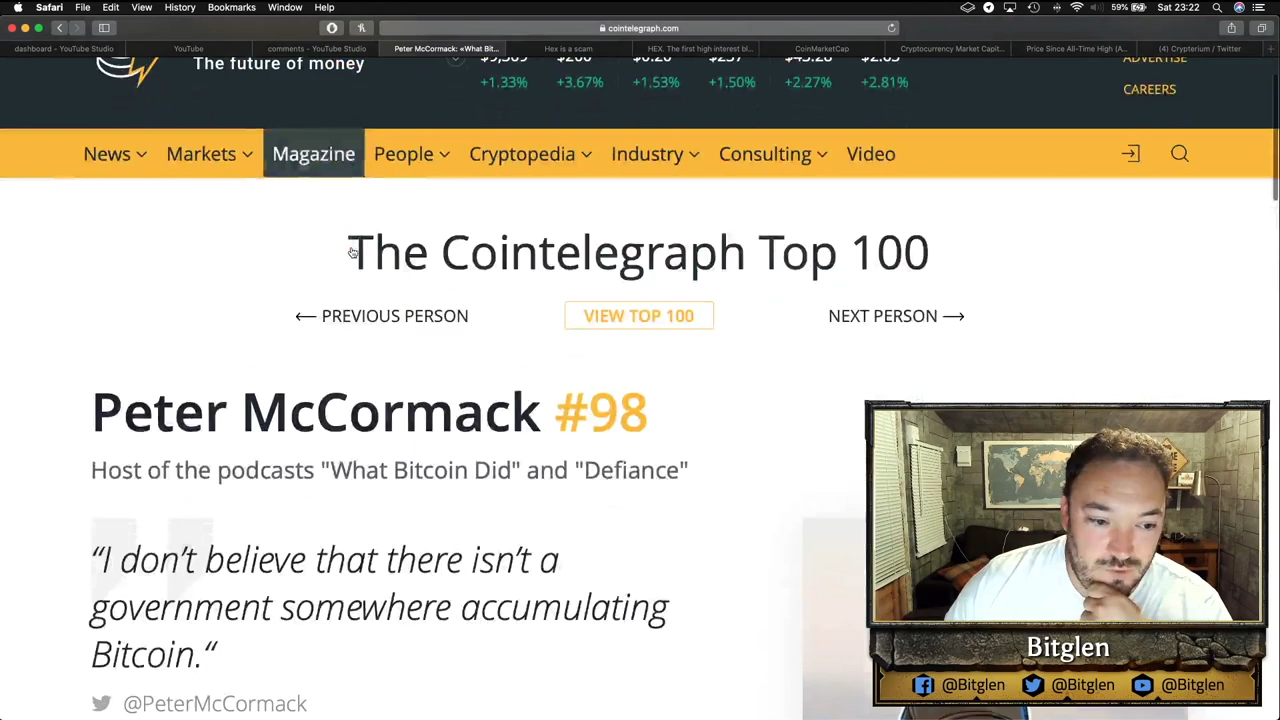 Safari File Edit View History Bookmarks Window Help 59% Sat 23:22
cointelegraph.com
dashboard - YouTube Studio YouTube comments - YouTube Studio Peter McCormack: «What Bit... Hex is a scam HEX. The first high interest bl... CoinMarketCap Cryptocurrency Market Capit... Price Since All-Time High (A... (4) Crypterium / Twitter
The future of money
+1.33% +3.67% +1.53% +1.50% +2.27% +2.81%
ADVERTISE
CAREERS
News Markets Magazine People Cryptopedia Industry Consulting Video
The Cointelegraph Top 100
← PREVIOUS PERSON VIEW TOP 100 NEXT PERSON →
Peter McCormack #98
Host of the podcasts "What Bitcoin Did" and "Defiance"
“I don’t believe that there isn’t a
government somewhere accumulating
Bitcoin.“
@PeterMcCormack
Bitglen
@Bitglen @Bitglen @Bitglen